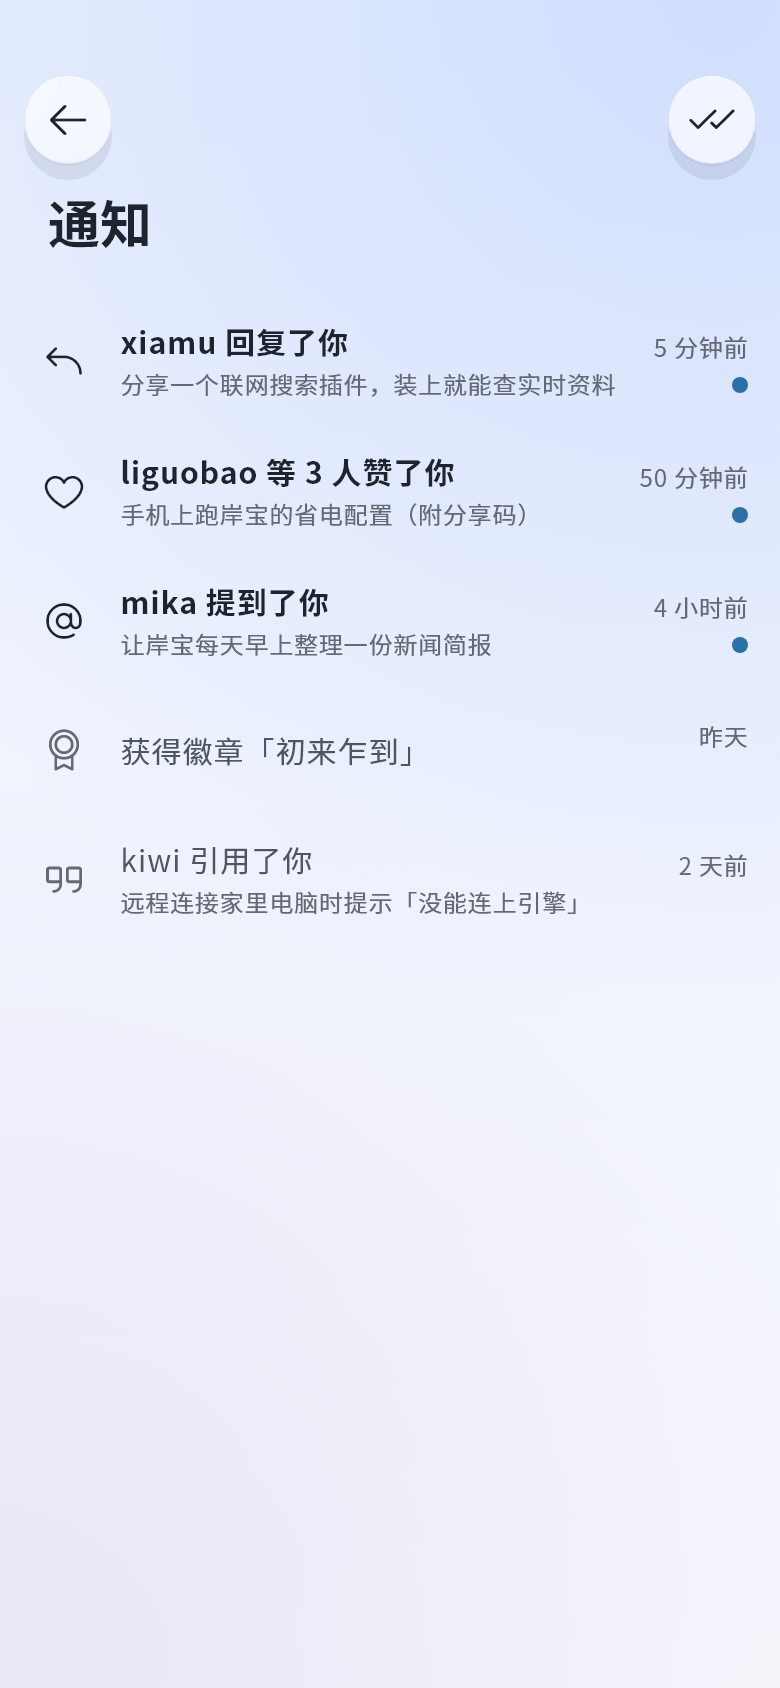 通知
xiamu 回复了你
5 分钟前
分享一个联网搜索插件，装上就能查实时资料
liguobao 等 3 人赞了你
50 分钟前
手机上跑岸宝的省电配置（附分享码）
mika 提到了你
4 小时前
让岸宝每天早上整理一份新闻简报
获得徽章「初来乍到」
昨天
kiwi 引用了你
2 天前
远程连接家里电脑时提示「没能连上引擎」